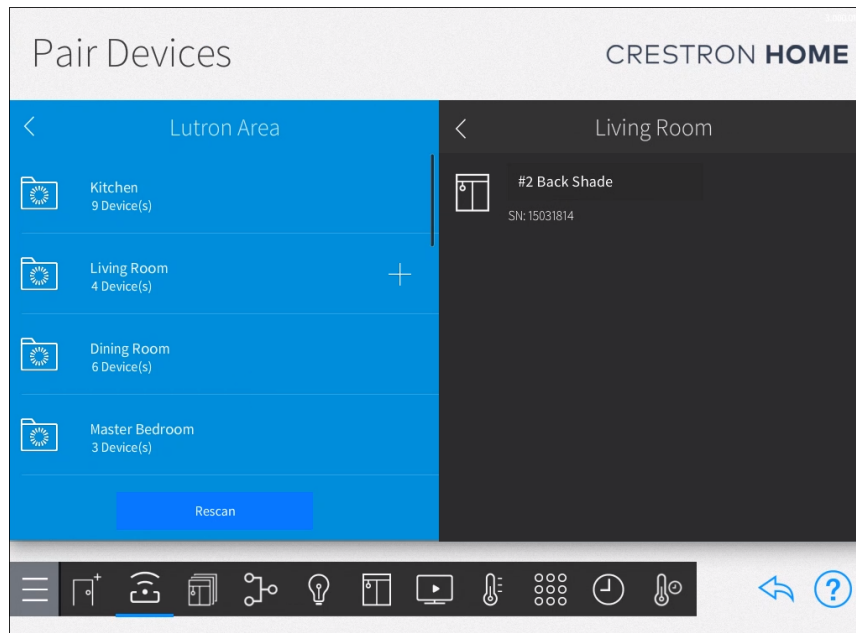 Pair Devices
CRESTRON HOME
Lutron Area
Kitchen
9 Device(s)
Living Room
4 Device(s)
Dining Room
6 Device(s)
Master Bedroom
3 Device(s)
Rescan
Living Room
#2 Back Shade
SN: 15031814
?